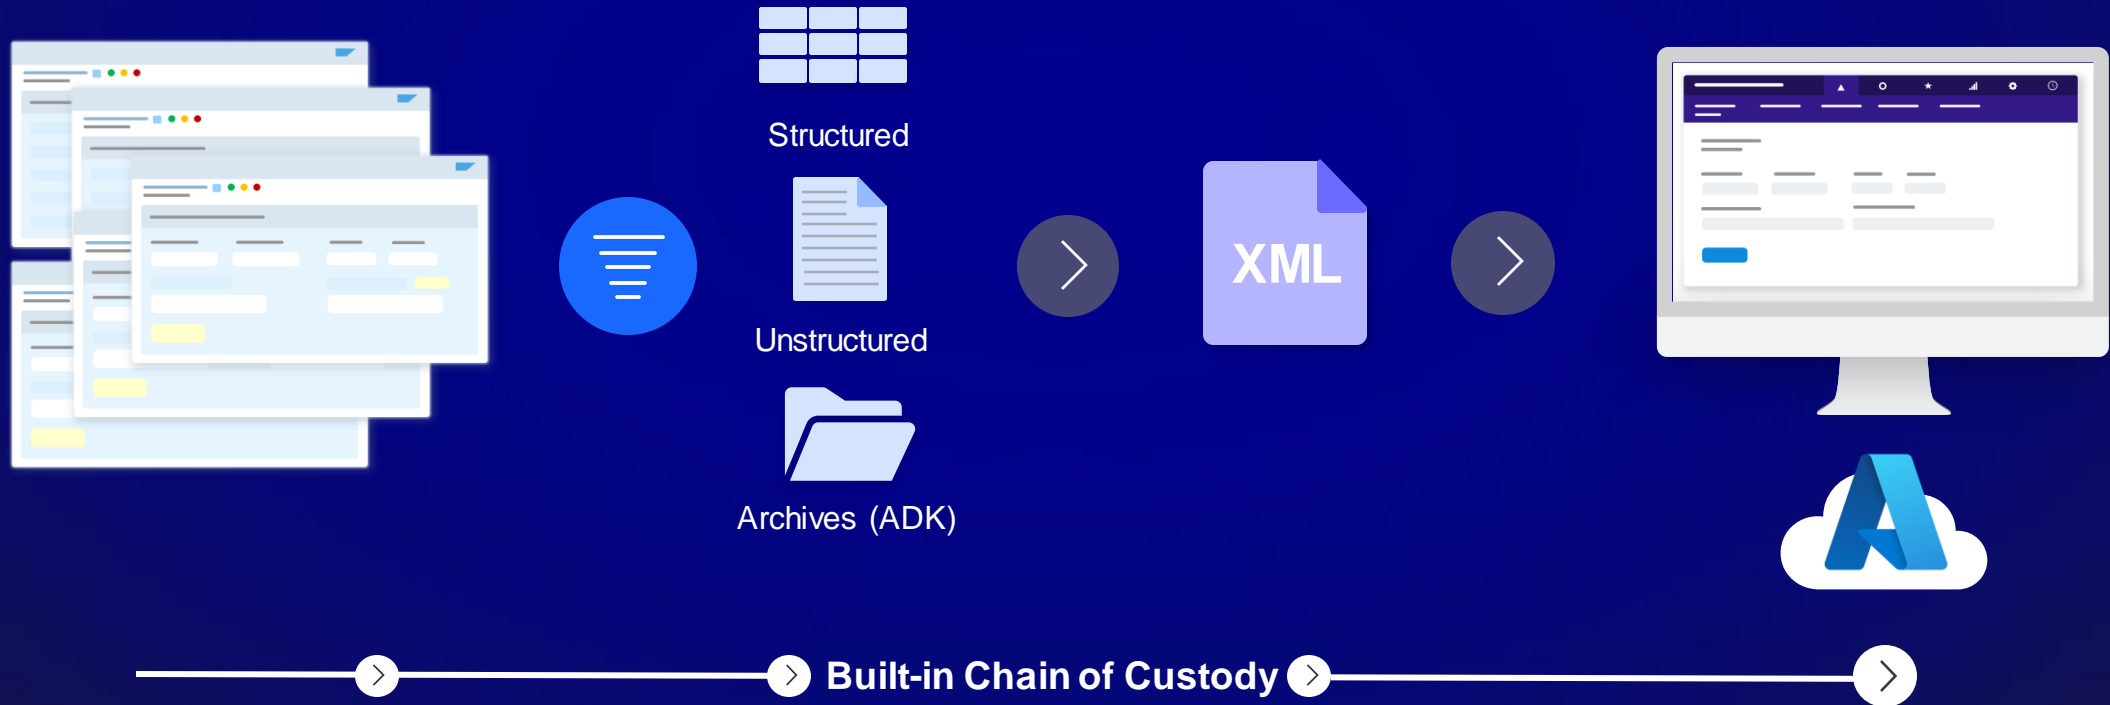 Structured
Unstructured
Archives (ADK)
XML
Built-in Chain of Custody